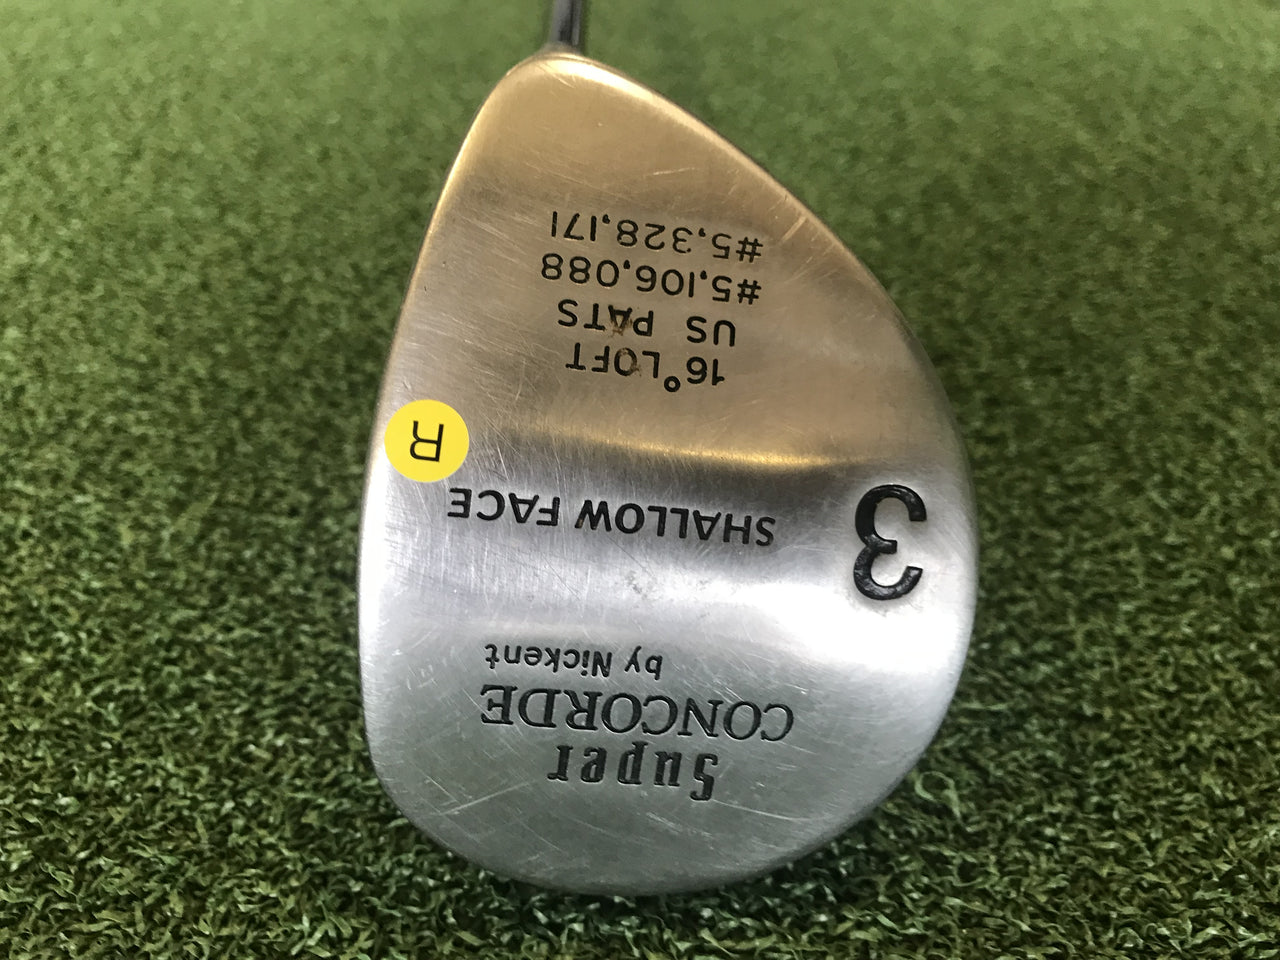 Super
CONCORDE
by Nickent
3
SHALLOW FACE
R
16° LOFT
US PATS
#5,106,088
#5,328,171